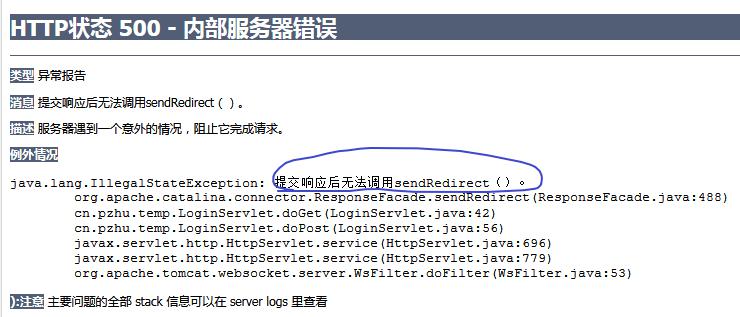 HTTP状态 500 - 内部服务器错误
类型 异常报告
消息 提交响应后无法调用sendRedirect（）。
描述 服务器遇到一个意外的情况，阻止它完成请求。
例外情况
java.lang.IllegalStateException: 提交响应后无法调用sendRedirect（）。
org.apache.catalina.connector.ResponseFacade.sendRedirect(ResponseFacade.java:488)
cn.pzhu.temp.LoginServlet.doGet(LoginServlet.java:42)
cn.pzhu.temp.LoginServlet.doPost(LoginServlet.java:56)
javax.servlet.http.HttpServlet.service(HttpServlet.java:696)
javax.servlet.http.HttpServlet.service(HttpServlet.java:779)
org.apache.tomcat.websocket.server.WsFilter.doFilter(WsFilter.java:53)
):注意 主要问题的全部 stack 信息可以在 server logs 里查看